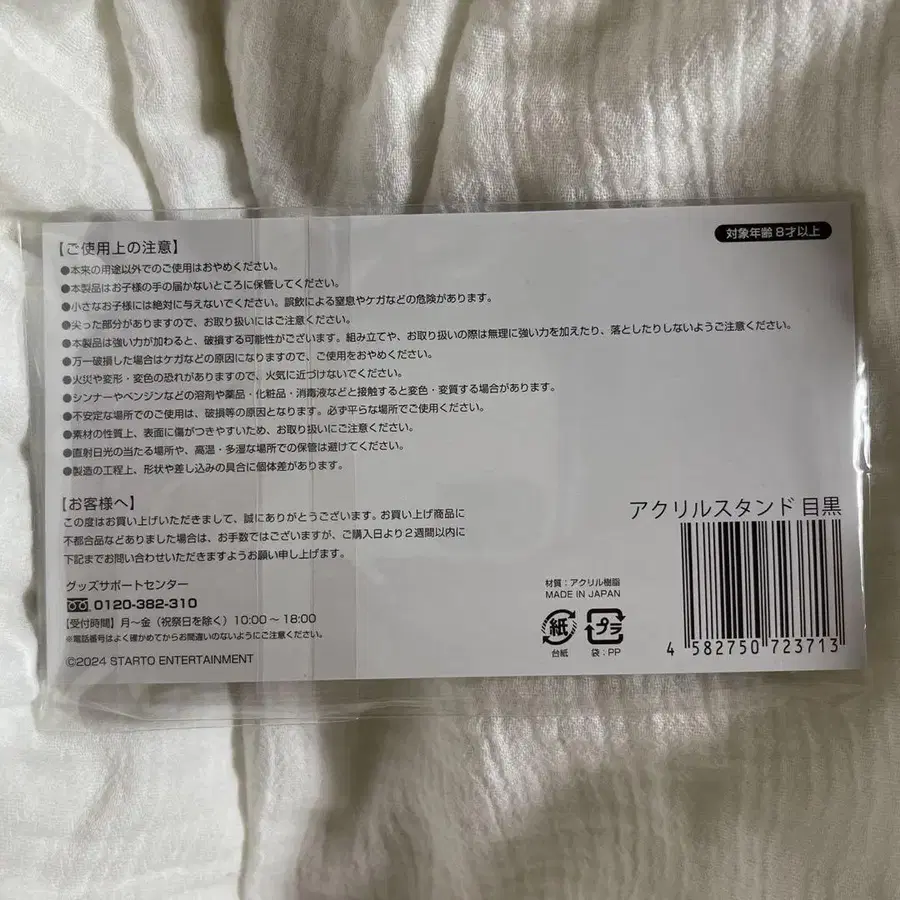 対象年齢 8才以上
【ご使用上の注意】
●本来の用途以外でのご使用はおやめください。
●本製品はお子様の手の届かないところに保管してください。
●小さなお子様には絶対に与えないでください。誤飲による窒息やケガなどの危険があります。
●尖った部分がありますので、お取り扱いにはご注意ください。
●本製品は強い力が加わると、破損する可能性がございます。組み立てや、お取り扱いの際は無理に強い力を加えたり、落としたりしないようご注意ください。
●万一破損した場合はケガなどの原因になりますので、ご使用をおやめください。
●火災や変形・変色の恐れがありますので、火気に近づけないでください。
●シンナーやベンジンなどの溶剤や薬品・化粧品・消毒液などと接触すると変色・変質する場合があります。
●不安定な場所でのご使用は、破損等の原因となります。必ず平らな場所でご使用ください。
●素材の性質上、表面に傷がつきやすいため、お取り扱いにご注意ください。
●直射日光の当たる場所や、高温・多湿な場所での保管は避けてください。
●製造の工程上、形状や差し込みの具合に個体差があります。
【お客様へ】
この度はお買い上げいただきまして、誠にありがとうございます。お買い上げ商品に
不都合品などありました場合は、お手数ではございますが、ご購入日より2週間以内に
下記までお問い合わせいただきますようお願い申し上げます。
グッズサポートセンター
0120-382-310
【受付時間】月〜金（祝祭日を除く）10:00〜18:00
※電話番号はよく確かめてからお間違いのないようにご注意ください。
©2024 STARTO ENTERTAINMENT
アクリルスタンド 目黒
材質：アクリル樹脂
MADE IN JAPAN
紙
台紙
プラ
袋：PP
4 582750 723713